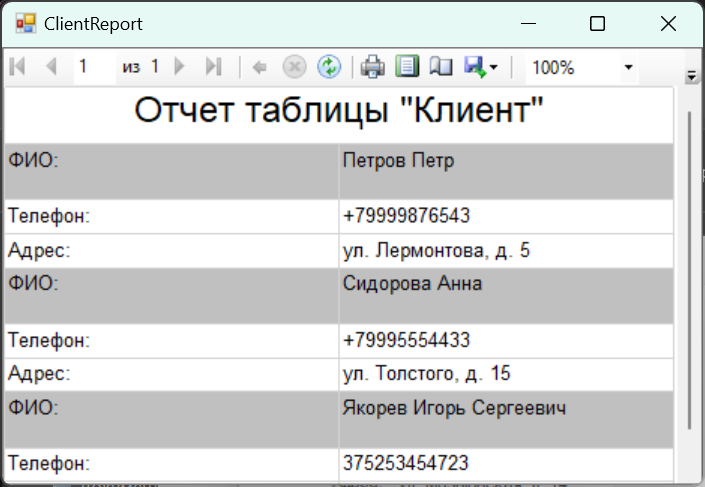 ClientReport
1 из 1 100%
Отчет таблицы "Клиент"
ФИО: Петров Петр
Телефон: +79999876543
Адрес: ул. Лермонтова, д. 5
ФИО: Сидорова Анна
Телефон: +79995554433
Адрес: ул. Толстого, д. 15
ФИО: Якорев Игорь Сергеевич
Телефон: 375253454723